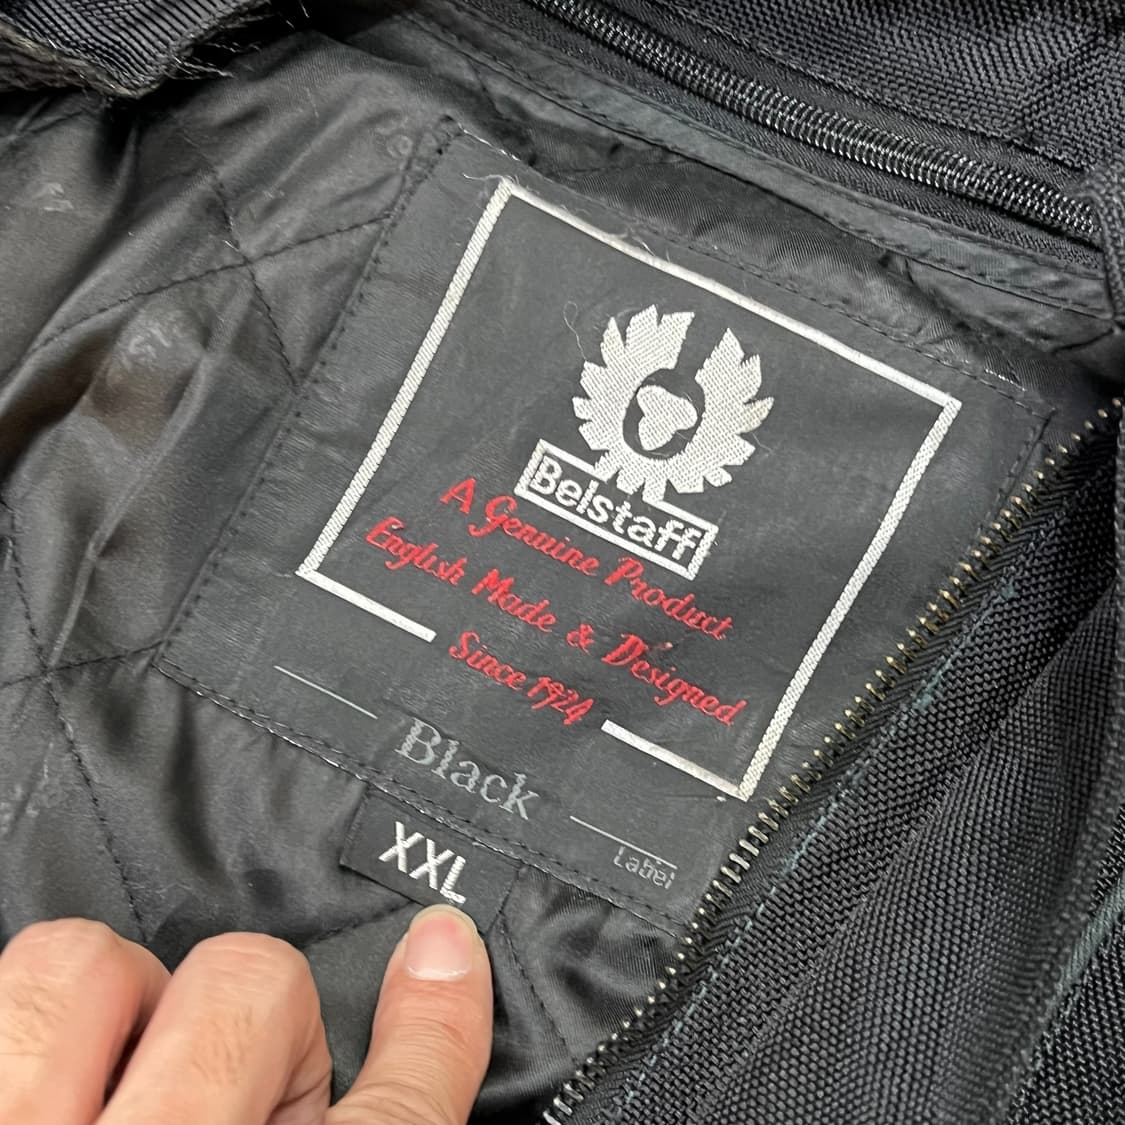 Belstaff
A Genuine Product
English Made & Designed
Since 1924
Black
Label
XXL